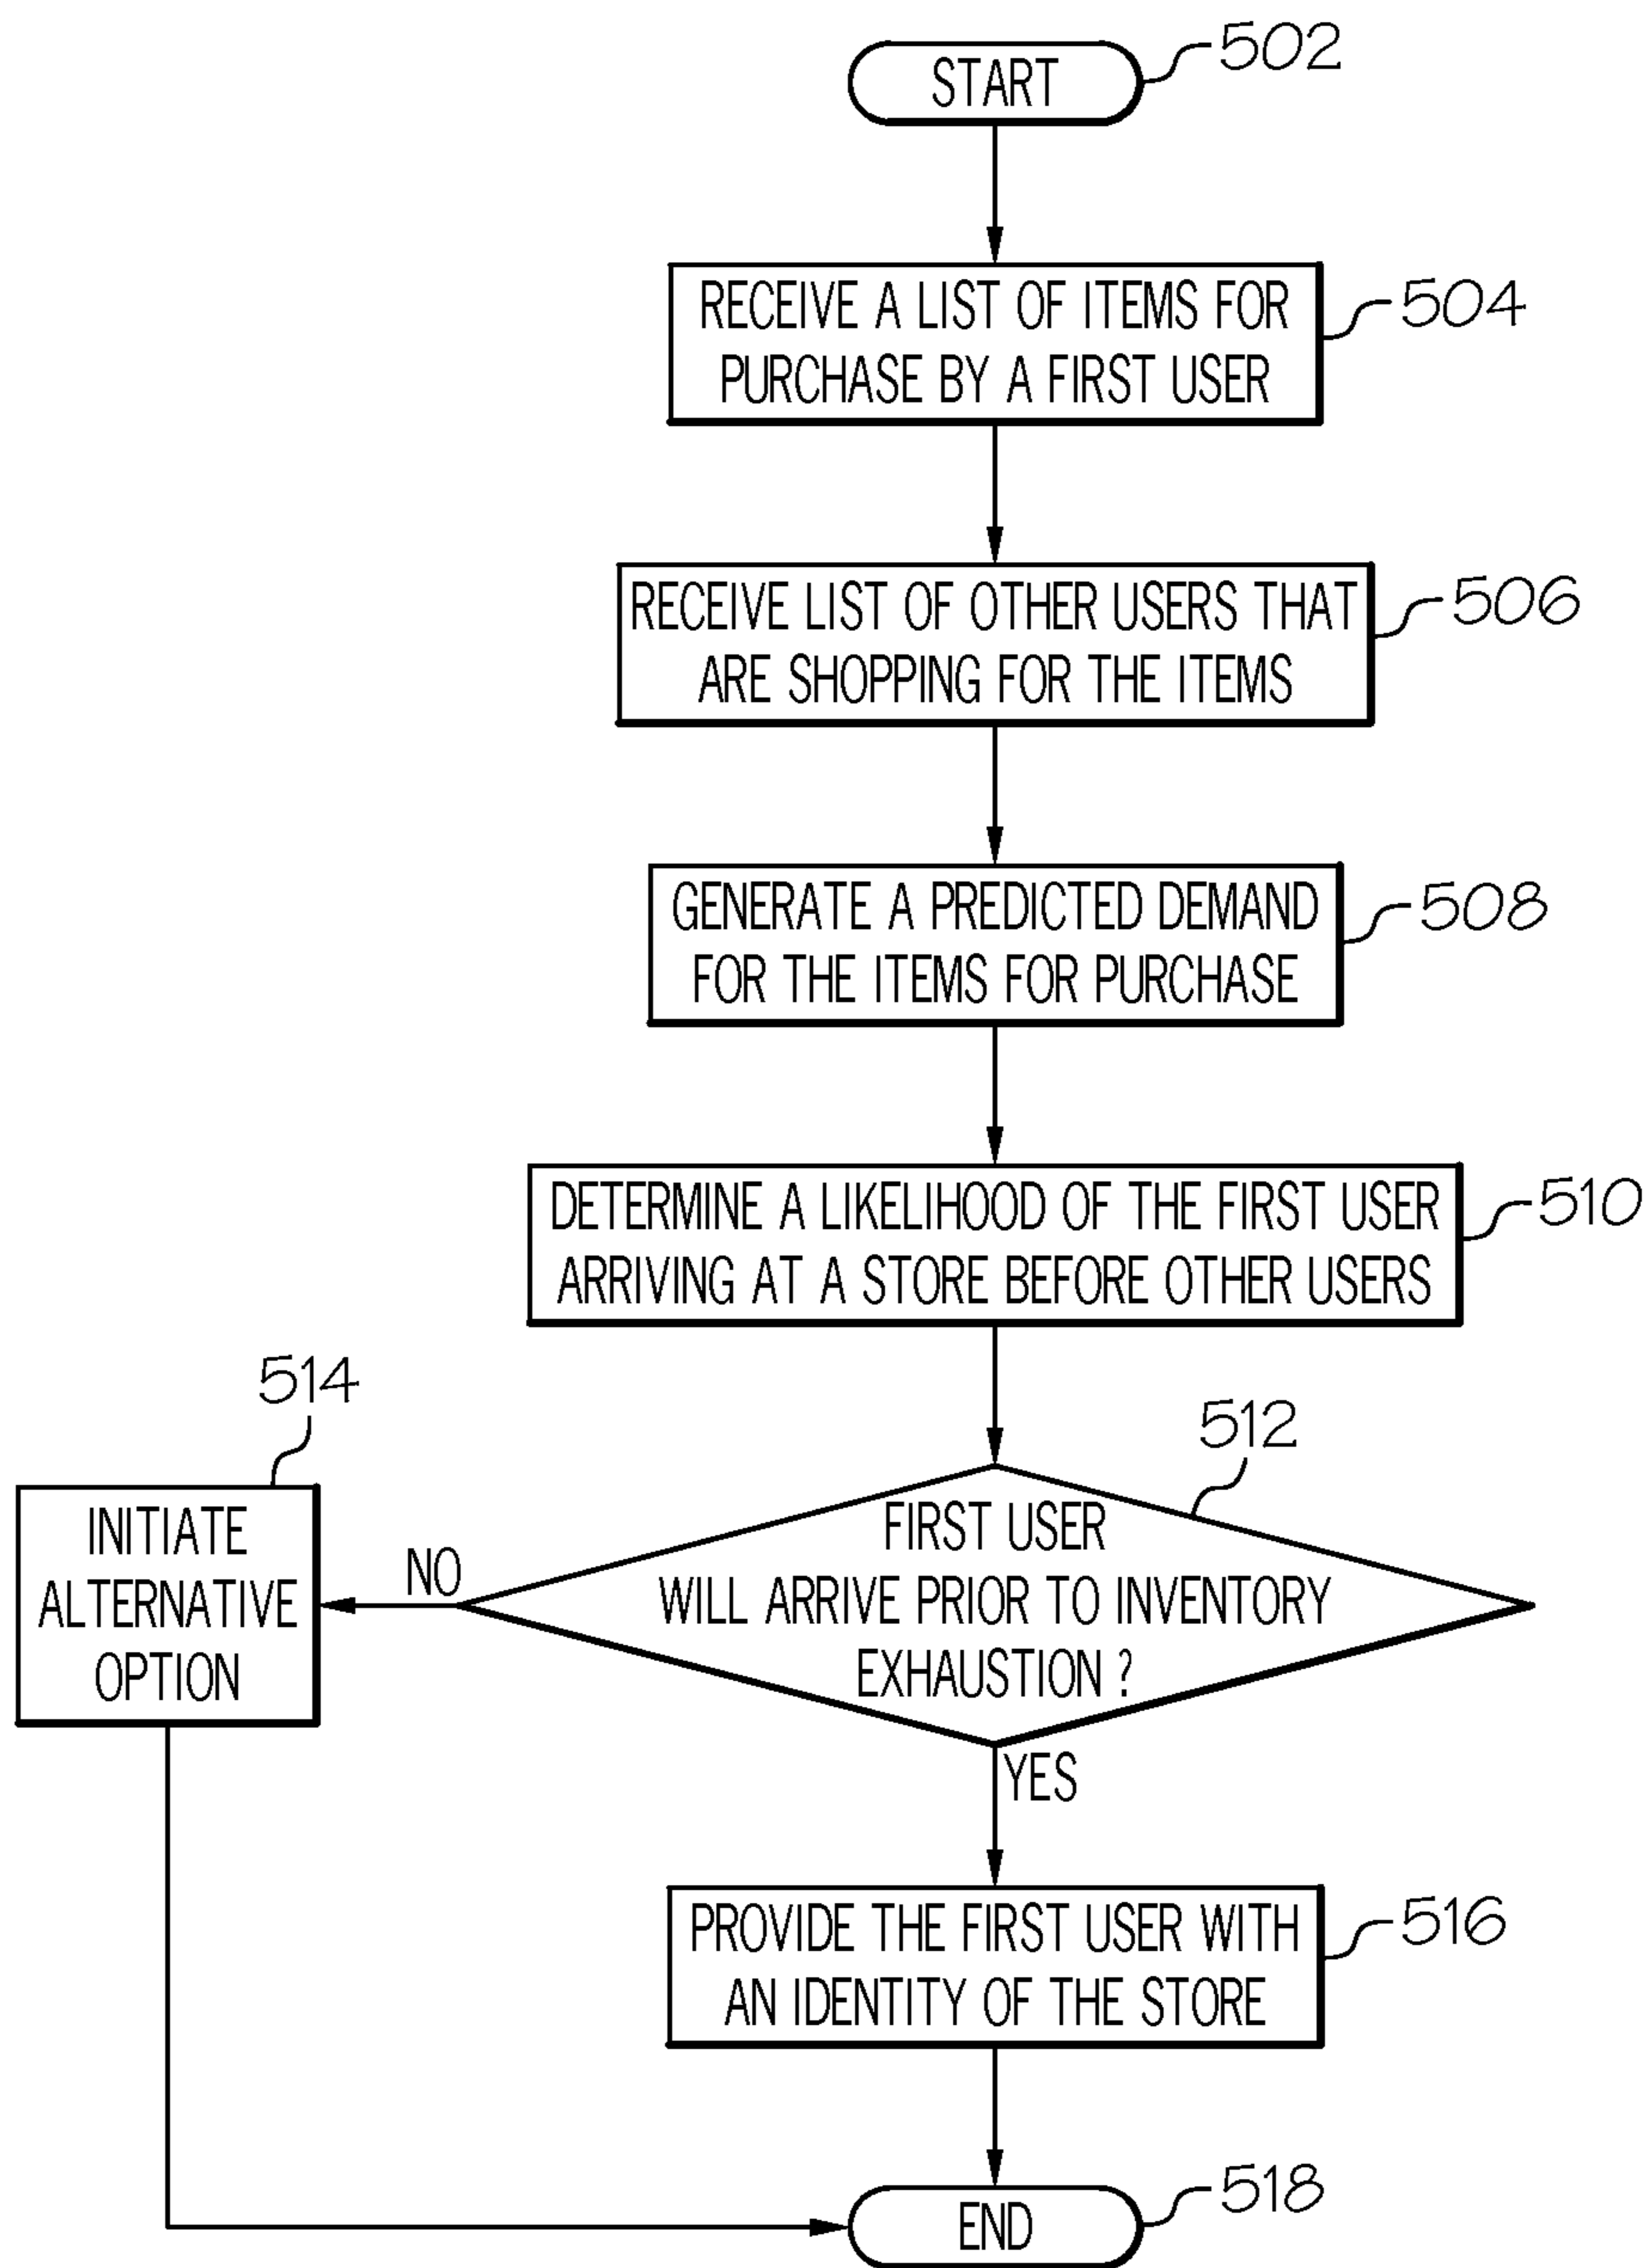 START
502
RECEIVE A LIST OF ITEMS FOR
PURCHASE BY A FIRST USER
504
RECEIVE LIST OF OTHER USERS THAT
ARE SHOPPING FOR THE ITEMS
506
GENERATE A PREDICTED DEMAND
FOR THE ITEMS FOR PURCHASE
508
DETERMINE A LIKELIHOOD OF THE FIRST USER
ARRIVING AT A STORE BEFORE OTHER USERS
510
FIRST USER
WILL ARRIVE PRIOR TO INVENTORY
EXHAUSTION ?
512
NO
INITIATE
ALTERNATIVE
OPTION
514
YES
PROVIDE THE FIRST USER WITH
AN IDENTITY OF THE STORE
516
END
518